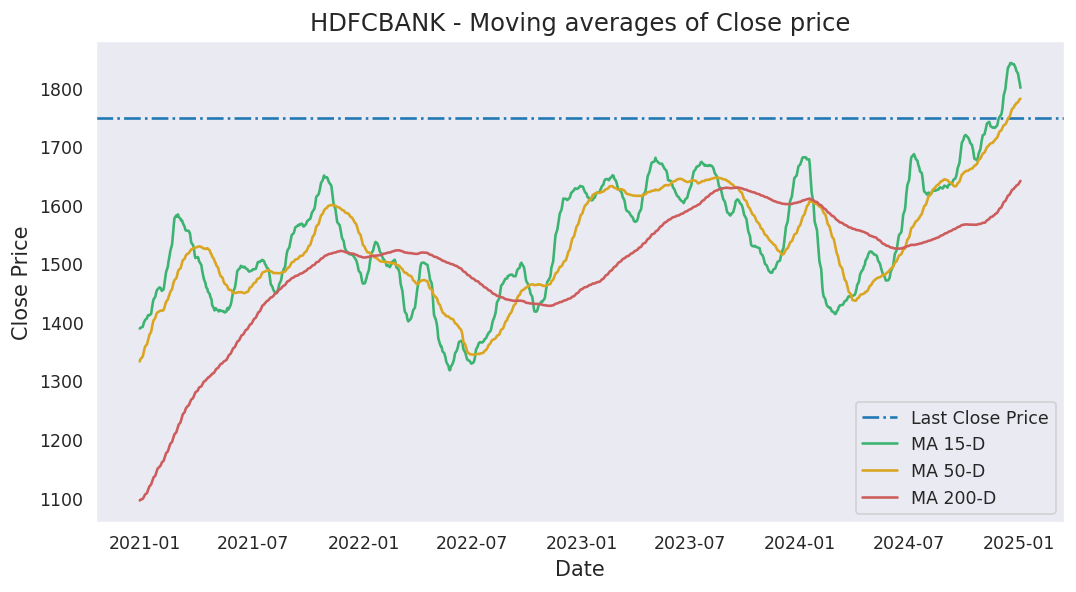 HDFCBANK - Moving averages of Close price
Close Price
1800
1700
1600
1500
1400
1300
1200
1100
Last Close Price
MA 15-D
MA 50-D
MA 200-D
2021-01 2021-07 2022-01 2022-07 2023-01 2023-07 2024-01 2024-07 2025-01
Date